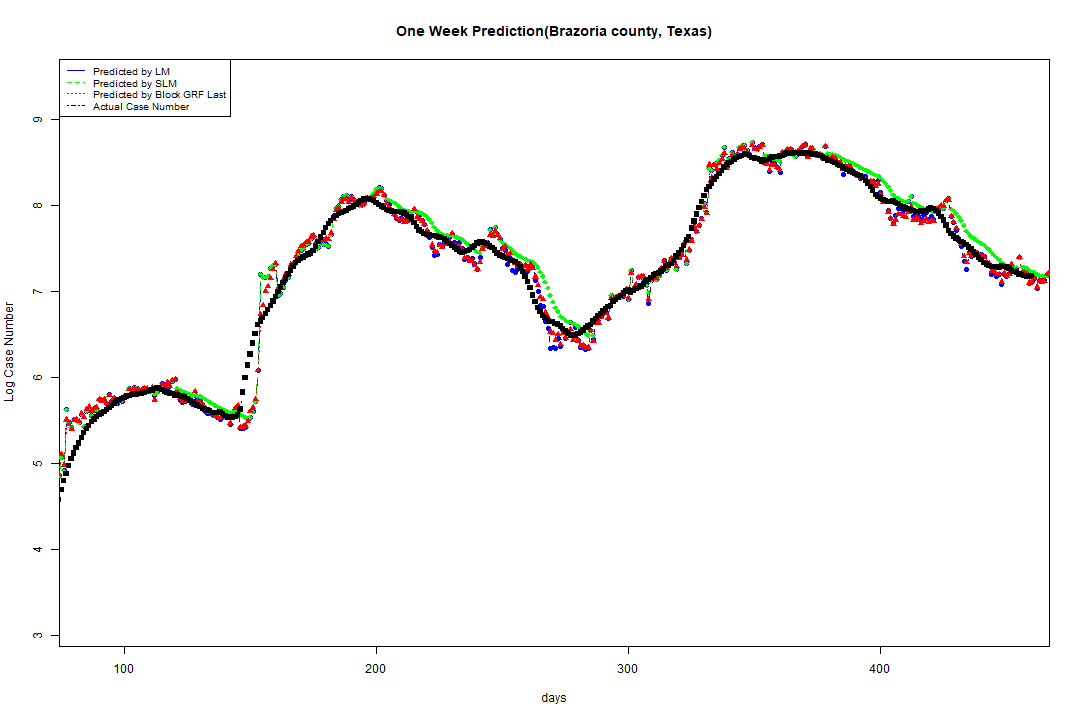 One Week Prediction(Brazoria county, Texas)
Predicted by LM
Predicted by SLM
Predicted by Block GRF Last
Actual Case Number
9
8
7
6
5
4
3
Log Case Number
100
200
300
400
days